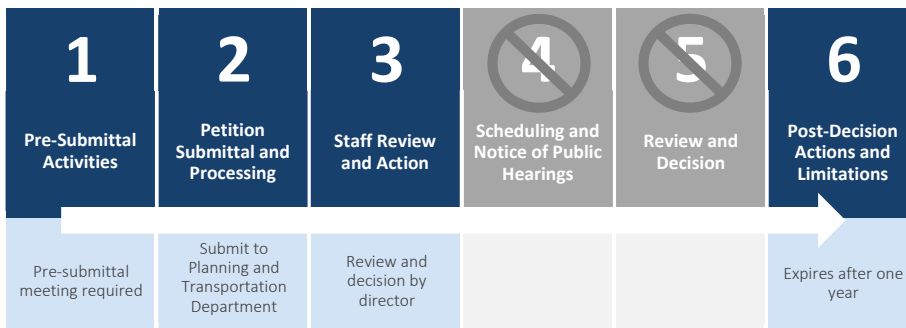 1
Pre-Submittal
Activities
2
Petition
Submittal and
Processing
3
Staff Review
and Action
4
Scheduling and
Notice of Public
Hearings
5
Review and
Decision
6
Post-Decision
Actions and
Limitations
Pre-submittal
meeting required
Submit to
Planning and
Transportation
Department
Review and
decision by
director
Expires after one
year